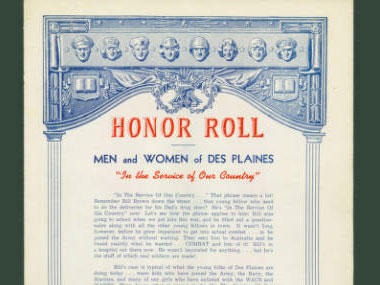 HONOR ROLL
MEN and WOMEN of DES PLAINES
"In the Service of Our Country"
"In The Service Of Our Country . . ." That phrase means a lot!
Remember Bill Brown down the street . . . that young fellow who used
to do the deliveries for his Dad's drug store? He's "In The Service Of
His Country" now. Let's see how the phrase applies to him: Bill was
going to school when we got into this war, and he filled out a question-
naire along with all the other young fellows in town. It wasn't long,
however, before he grew impatient to get into actual combat . . . so he
joined the Army without waiting. They sent him to Australia and he
found exactly what he wanted . . . COMBAT and lots of it! Bill's in
a hospital out there now. He wasn't decorated for anything . . . but he's
the stuff of which real soldiers are made!
Bill's case is typical of what the young folks of Des Plaines are
doing today . . . more kids who have joined the Army, the Navy, the
Marines, and many of our girls who have enlisted with the WACS and